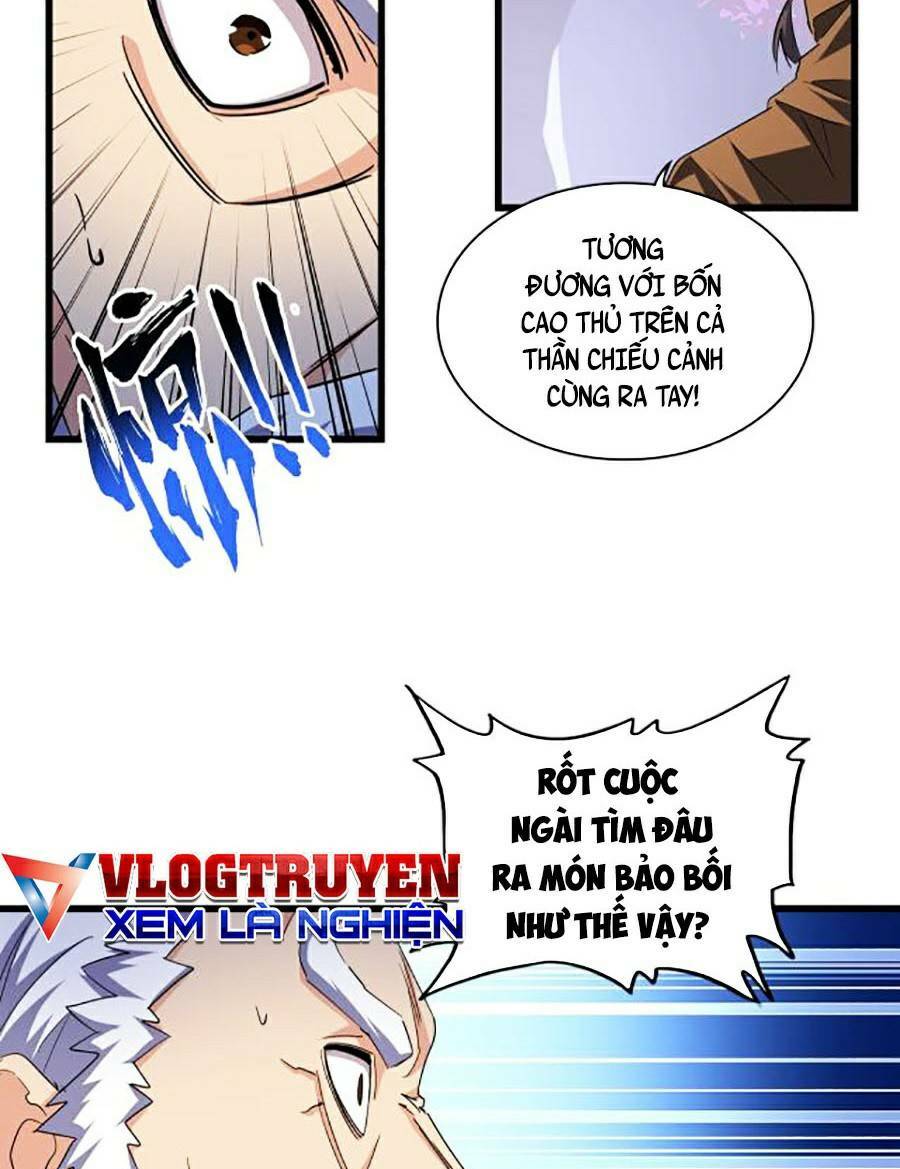 TƯƠNG
ĐƯƠNG VỚI BỐN
CAO THỦ TRÊN CẢ
THẦN CHIẾU CẢNH
CÙNG RA TAY!
惊!!
RỐT CUỘC
NGÀI TÌM ĐÂU
RA MÓN BẢO BỐI
NHƯ THẾ VẬY?
VLOGTRUYEN
XEM LÀ NGHIỆN